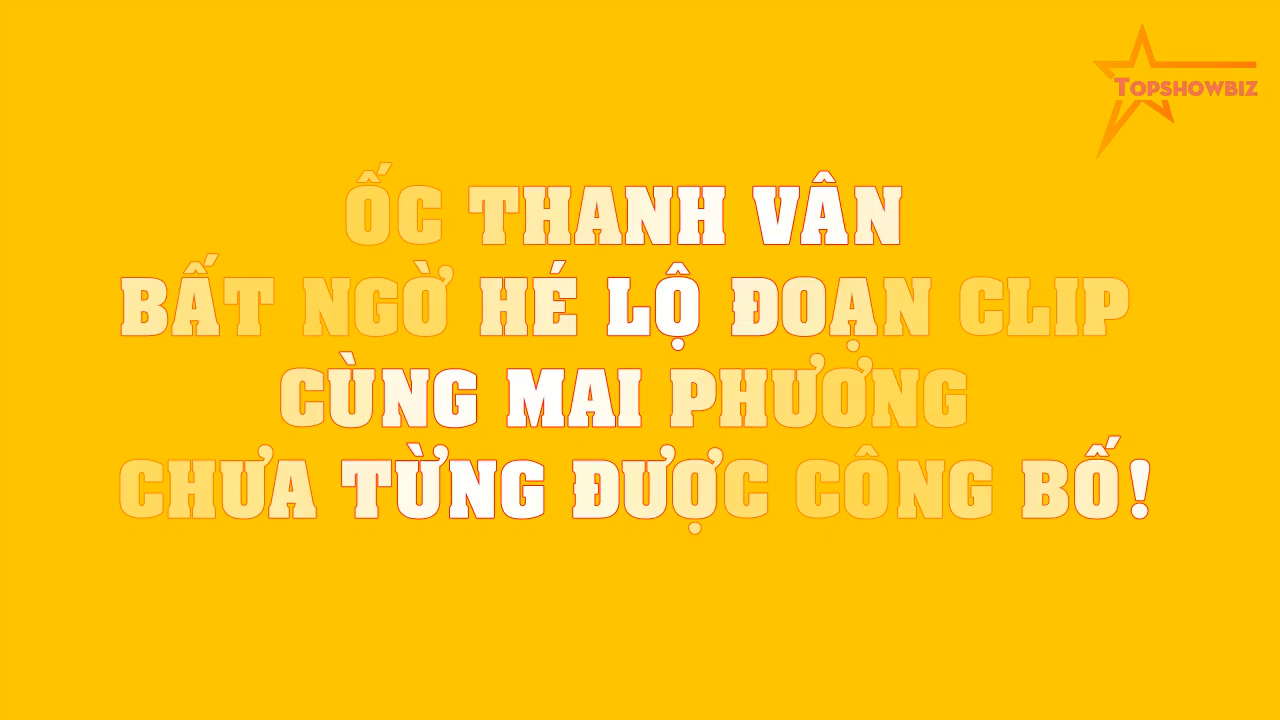 TOPSHOWBIZ
ỐC THANH VÂN
BẤT NGỜ HÉ LỘ ĐOẠN CLIP
CÙNG MAI PHƯƠNG
CHƯA TỪNG ĐƯỢC CÔNG BỐ!